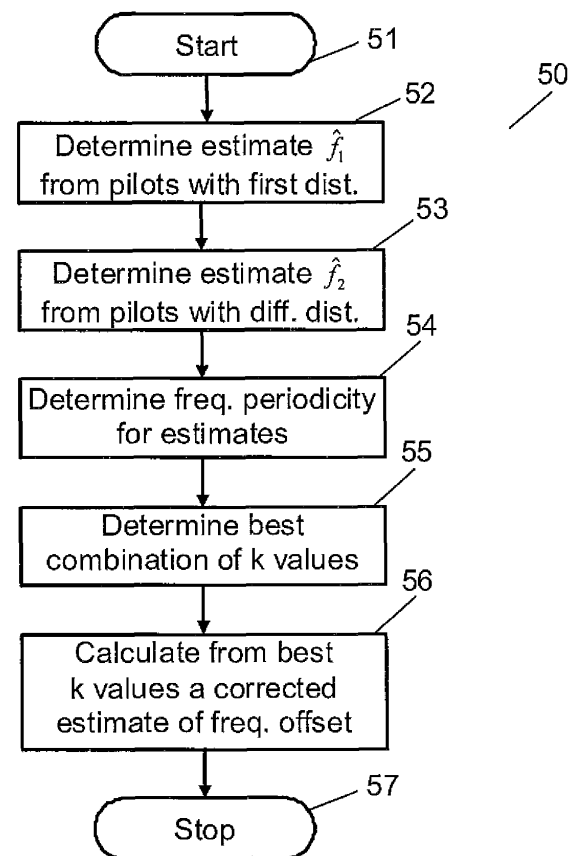 Start
51
50
52
Determine estimate f̂₁
from pilots with first dist.
53
Determine estimate f̂₂
from pilots with diff. dist.
54
Determine freq. periodicity
for estimates
55
Determine best
combination of k values
56
Calculate from best
k values a corrected
estimate of freq. offset
57
Stop